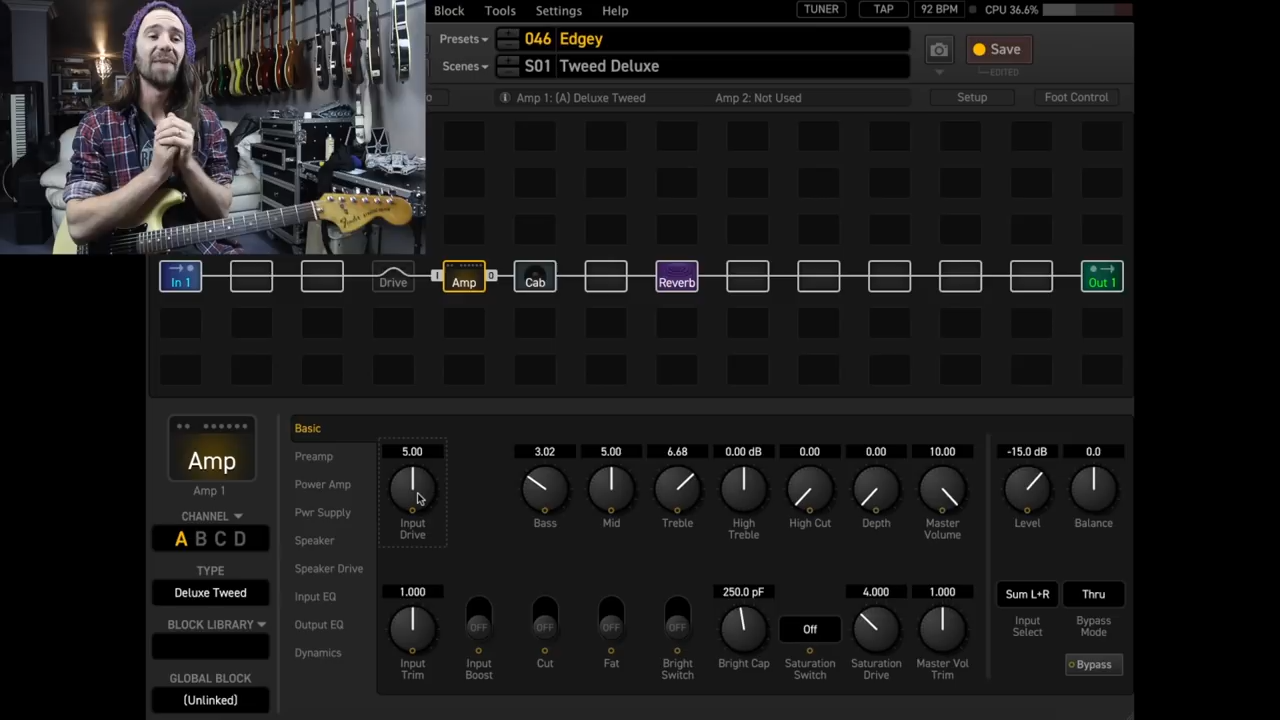 Block Tools Settings Help TUNER TAP 92 BPM CPU 36.6%
Presets 046 Edgey Save
EDITED
Scenes S01 Tweed Deluxe
o Amp 1: (A) Deluxe Tweed Amp 2: Not Used Setup Foot Control
In 1 Drive I Amp O Cab Reverb Out 1
Amp
Amp 1
CHANNEL
A B C D
TYPE
Deluxe Tweed
BLOCK LIBRARY
GLOBAL BLOCK
(Unlinked)
Basic
Preamp
Power Amp
Pwr Supply
Speaker
Speaker Drive
Input EQ
Output EQ
Dynamics
5.00 3.02 5.00 6.68 0.00 dB 0.00 0.00 10.00 -15.0 dB 0.0
Input Drive Bass Mid Treble High Treble High Cut Depth Master Volume Level Balance
1.000 OFF OFF OFF OFF 250.0 pF Off 4.000 1.000 Sum L+R Thru
Input Trim Input Boost Cut Fat Bright Switch Bright Cap Saturation Switch Saturation Drive Master Vol Trim Input Select Bypass Mode
Bypass